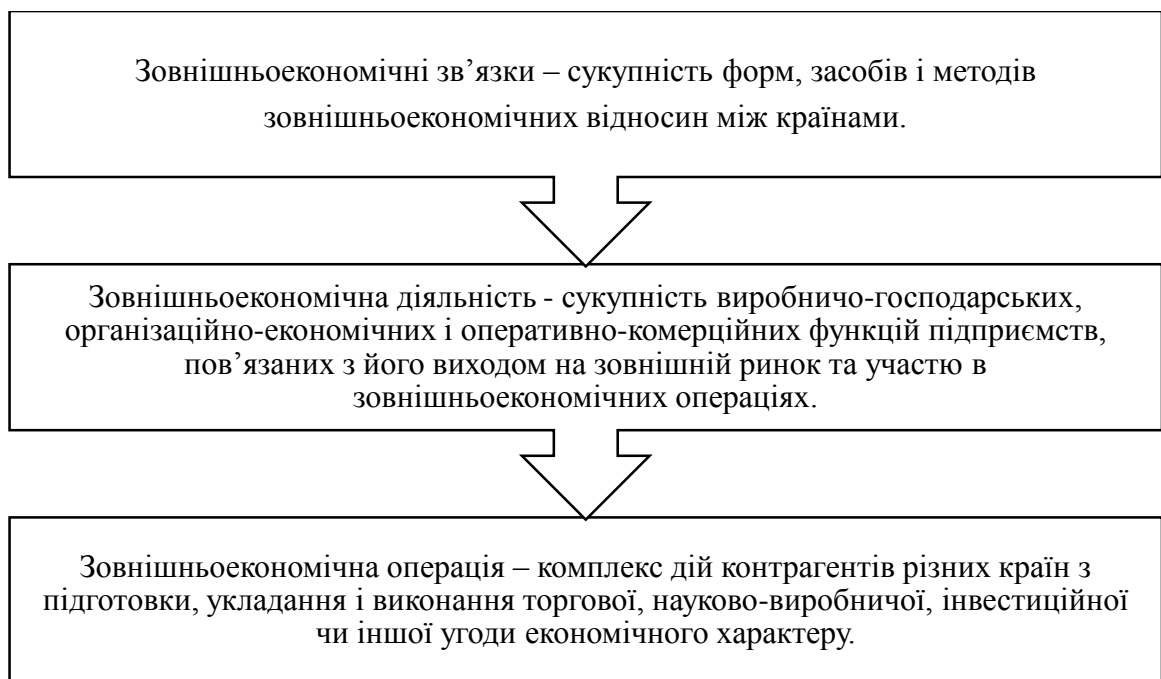 Зовнішньоекономічні зв’язки – сукупність форм, засобів і методів
зовнішньоекономічних відносин між країнами.
Зовнішньоекономічна діяльність - сукупність виробничо-господарських,
організаційно-економічних і оперативно-комерційних функцій підприємств,
пов’язаних з його виходом на зовнішній ринок та участю в
зовнішньоекономічних операціях.
Зовнішньоекономічна операція – комплекс дій контрагентів різних країн з
підготовки, укладання і виконання торгової, науково-виробничої, інвестиційної
чи іншої угоди економічного характеру.